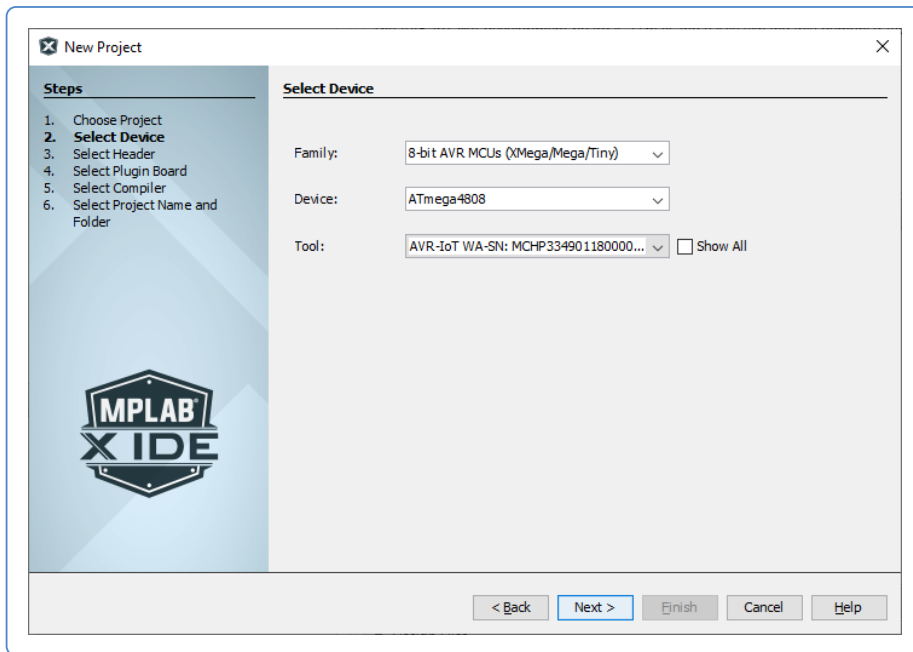 New Project
Steps
1. Choose Project
2. Select Device
3. Select Header
4. Select Plugin Board
5. Select Compiler
6. Select Project Name and
Folder
MPLAB®
X IDE
Select Device
Family: 8-bit AVR MCUs (XMega/Mega/Tiny)
Device: ATmega4808
Tool: AVR-IoT WA-SN: MCHP334901180000... Show All
< Back Next > Finish Cancel Help